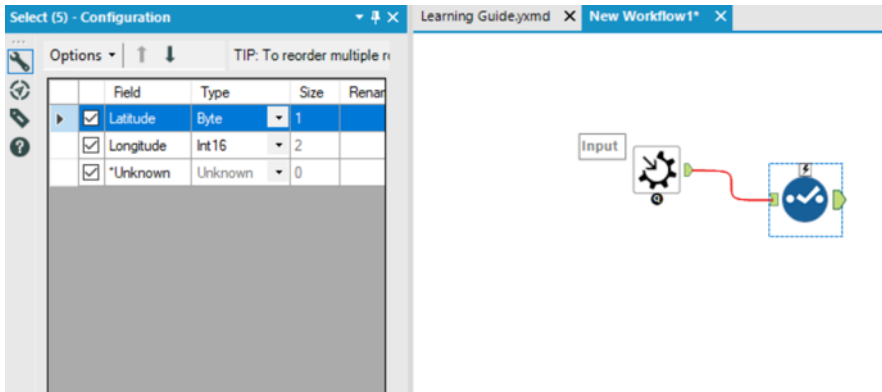 Select (5) - Configuration
Learning Guide.yxmd
New Workflow1*
Options
TIP: To reorder multiple r
Field Type Size Renar
Latitude Byte 1
Longitude Int16 2
*Unknown Unknown 0
Input